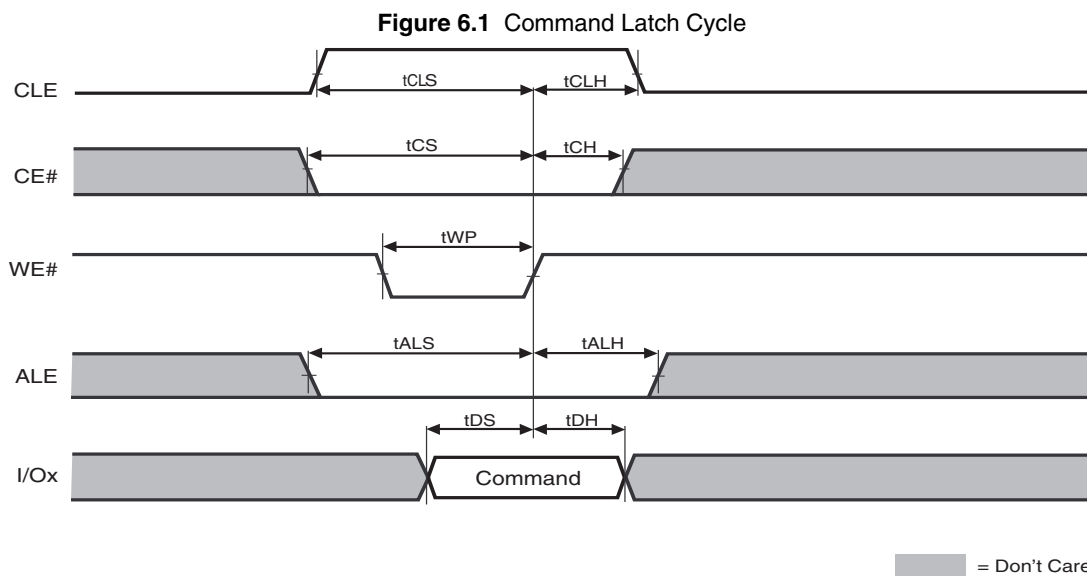 Figure 6.1 Command Latch Cycle
CLE
tCLS
tCLH
CE#
tCS
tCH
WE#
tWP
ALE
tALS
tALH
I/Ox
tDS
tDH
Command
= Don't Care